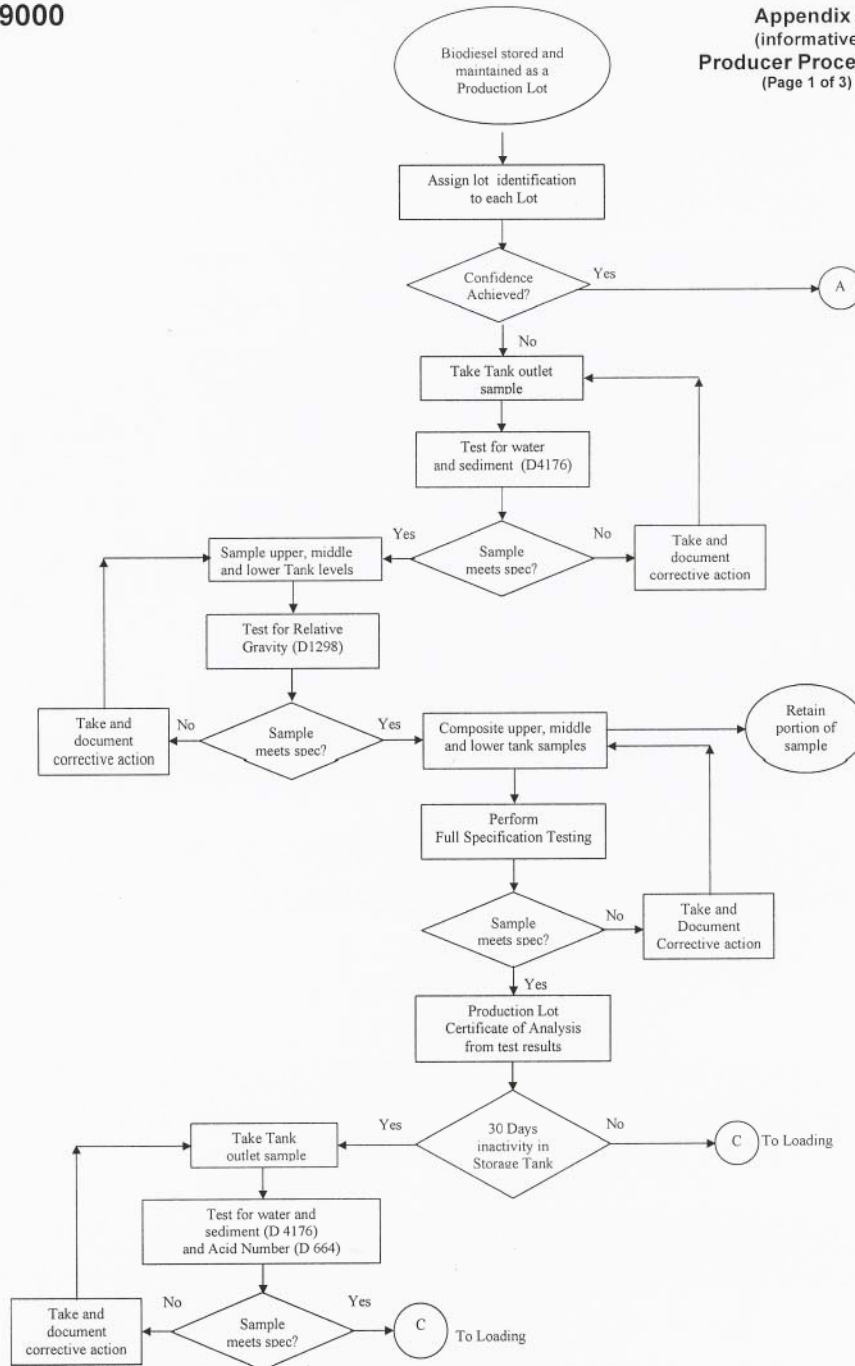 9000
Appendix
(informative
Producer Proce
(Page 1 of 3)
Biodiesel stored and
maintained as a
Production Lot
Assign lot identification
to each Lot
Confidence
Achieved?
Yes
A
No
Take Tank outlet
sample
Test for water
and sediment (D4176)
Sample
meets spec?
Yes
No
Take and
document
corrective action
Sample upper, middle
and lower Tank levels
Test for Relative
Gravity (D1298)
Sample
meets spec?
No
Take and
document
corrective action
Yes
Composite upper, middle
and lower tank samples
Retain
portion of
sample
Perform
Full Specification Testing
Sample
meets spec?
No
Take and
Document
Corrective action
Yes
Production Lot
Certificate of Analysis
from test results
30 Days
inactivity in
Storage Tank
Yes
No
C
To Loading
Take Tank
outlet sample
Test for water and
sediment (D 4176)
and Acid Number (D 664)
Sample
meets spec?
No
Take and
document
corrective action
Yes
C
To Loading